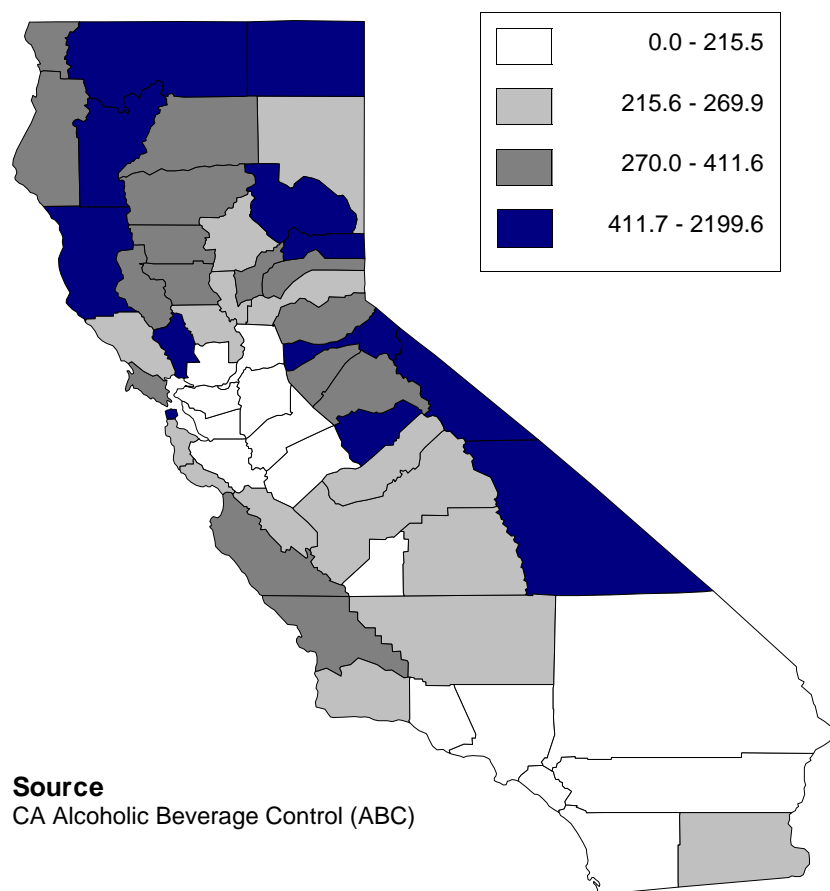 0.0 - 215.5
215.6 - 269.9
270.0 - 411.6
411.7 - 2199.6
Source
CA Alcoholic Beverage Control (ABC)